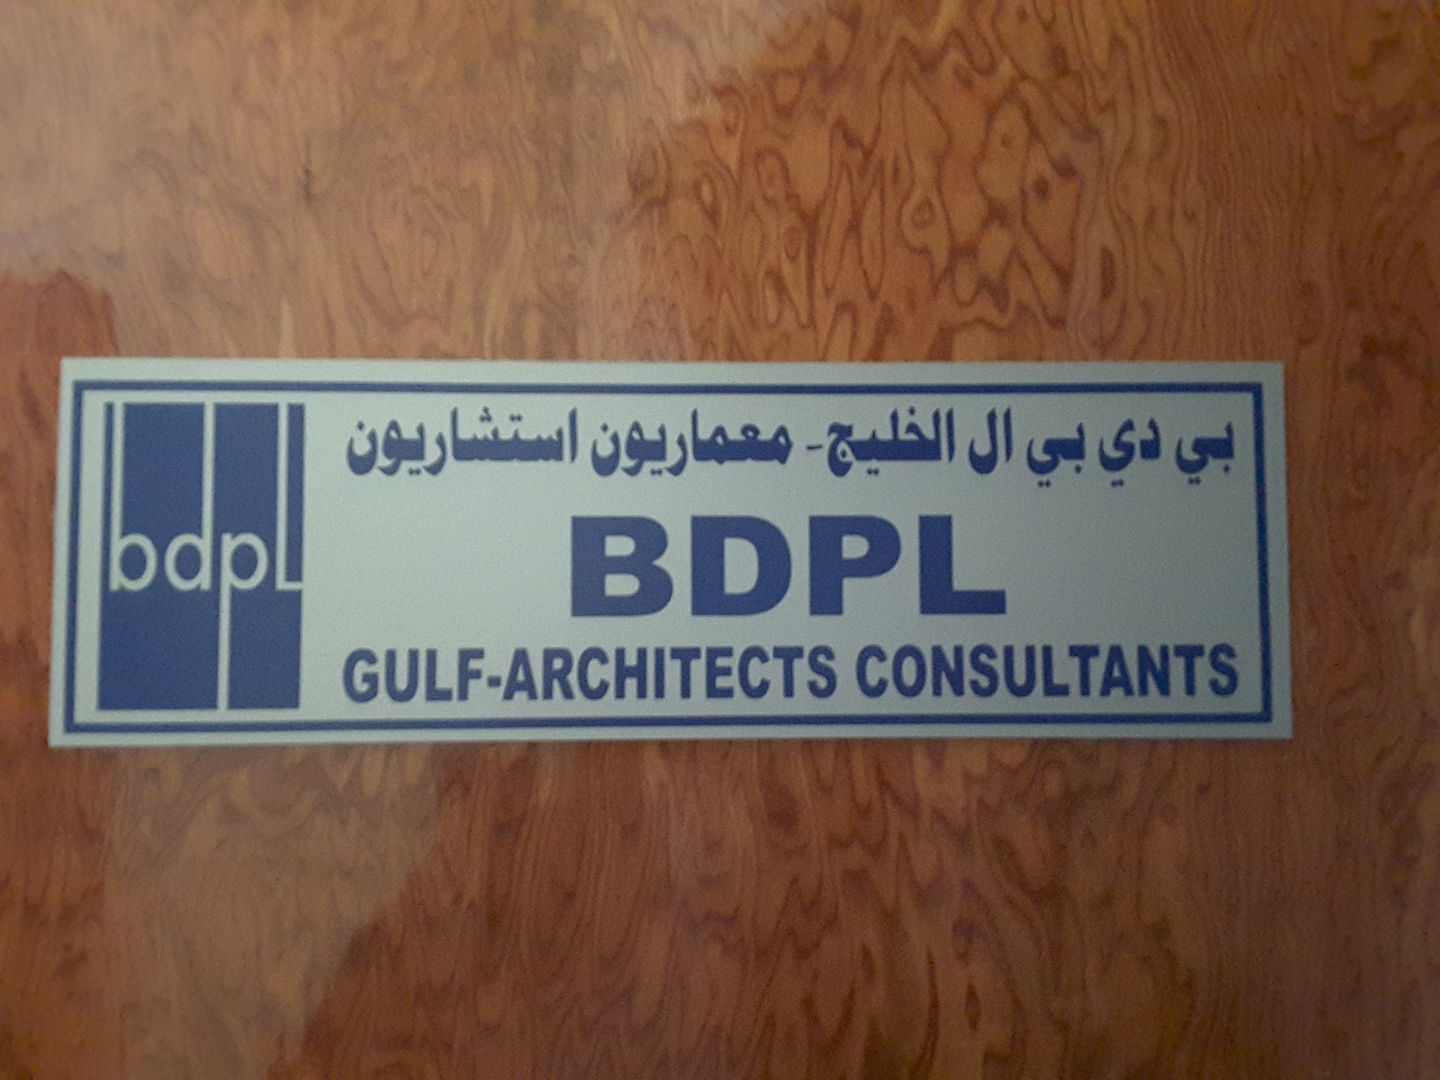 بي دي بي ال الخليج- معماريون استشاريون
bdpL
BDPL
GULF-ARCHITECTS CONSULTANTS